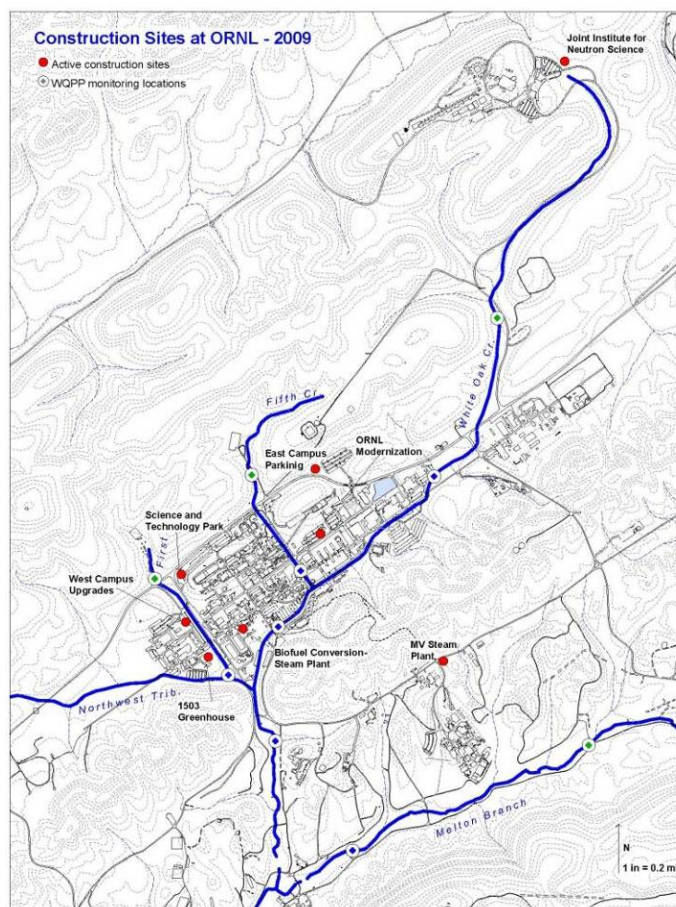 Construction Sites at ORNL - 2009
Active construction sites
WQPP monitoring locations
Joint Institute for
Neutron Science
White Oak Cr.
Fifth Cr.
East Campus
Parkinig
ORNL
Modernization
Science and
Technology Park
First
West Campus
Upgrades
Biofuel Conversion-
Steam Plant
MV Steam
Plant
Northwest Trib.
1503
Greenhouse
Melton Branch
N
1 in = 0.2 mi